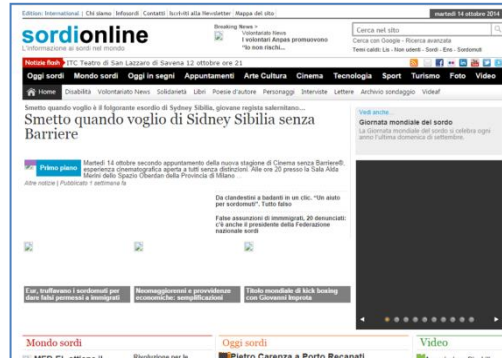 Edition: International | Chi siamo Infosordi Contatti Iscriviti alla Newsletter Mappa del sito
martedì 14 ottobre 2014
sordionline
L'informazione ai sordi nel mondo
Breaking News >
Volontariato News
I volontari Anpas promuovono
"Io non rischi...
Cerca nel sito
Cerca con Google - Ricerca avanzata
Temi caldi: Lis - Non udenti - Sordi - Ens - Sordomuti
Notizie flash
ITC Teatro di San Lazzaro di Savena 12 ottobre ore 21
Oggi sordi Mondo sordi Oggi in segni Appuntamenti Arte Cultura Cinema Tecnologia Sport Turismo Foto Video
Home Disabilità Volontariato News Solidarietà Libri Poesie d'autore Personaggi Interviste Lettere Archivio sondaggio Videaf
Smetto quando voglio è il folgorante esordio di Sydney Sibilia, giovane regista salernitano...
Smetto quando voglio di Sidney Sibilia senza
Barriere
Primo piano
Martedì 14 ottobre secondo appuntamento della nuova stagione di Cinema senza Barriere®,
esperienza cinematografica aperta a tutti senza distinzioni. Alle ore 20 presso la Sala Alda
Merini dello Spazio Oberdan della Provincia di Milano ...
Altre notizie | Pubblicato 1 settimana fa
Da clandestini a badanti in un clic. "Un aiuto
per sordomuti". Tutto falso
False assunzioni di immigrati, 20 denunciati:
c'è anche il presidente della Federazione
nazionale sordi
Ese, truffavano i sordomuti per
dare falsi permessi a immigrati
Neomaggiorenni e provvidenze
economiche: semplificazioni
Titolo mondiale di kick boxing
con Giovanni Improta
Vedi anche...
Giornata mondiale del sordo
La Giornata mondiale del sordo si celebra ogni
anno l'ultima domenica di settembre.
Mondo sordi
Oggi sordi
Video
Risoluzione per le
Pietro Carenza a Porto Recanati